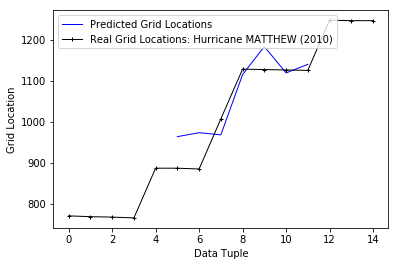 Predicted Grid Locations
Real Grid Locations: Hurricane MATTHEW (2010)
1200
1100
1000
900
800
Grid Location
0 2 4 6 8 10 12 14
Data Tuple